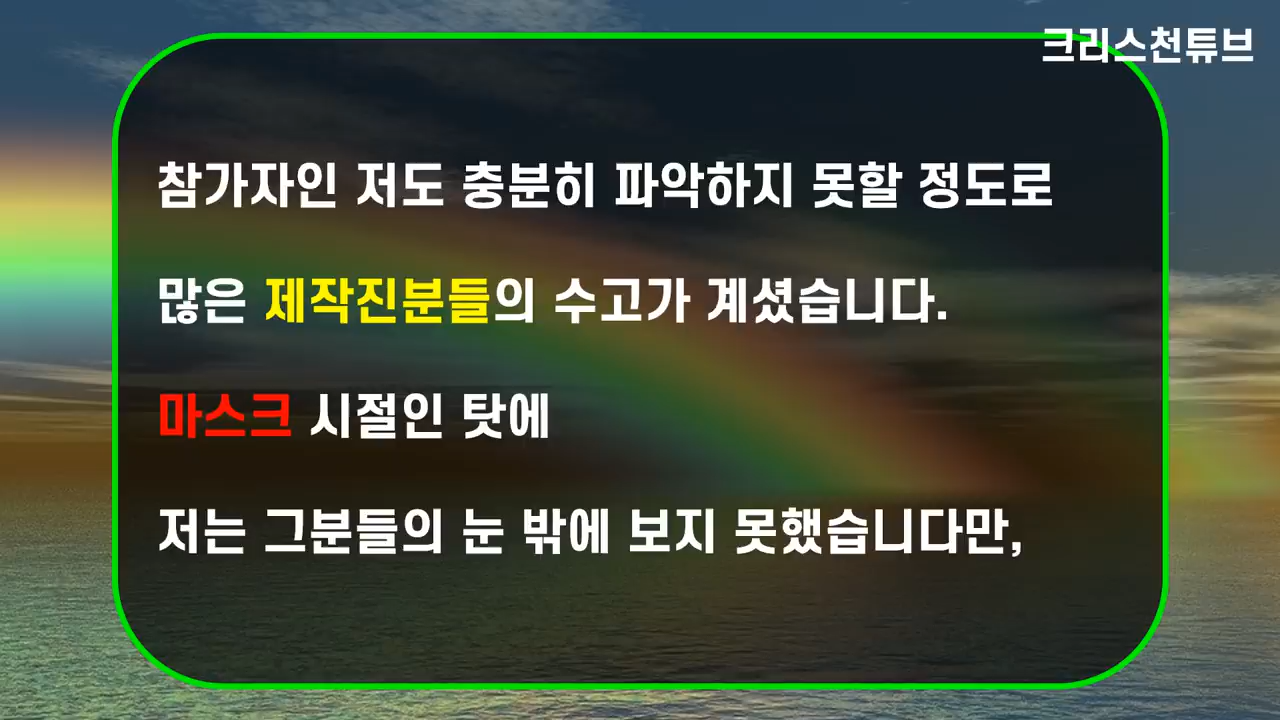 크리스천튜브
참가자인 저도 충분히 파악하지 못할 정도로
많은 제작진분들의 수고가 계셨습니다.
마스크 시절인 탓에
저는 그분들의 눈 밖에 보지 못했습니다만,